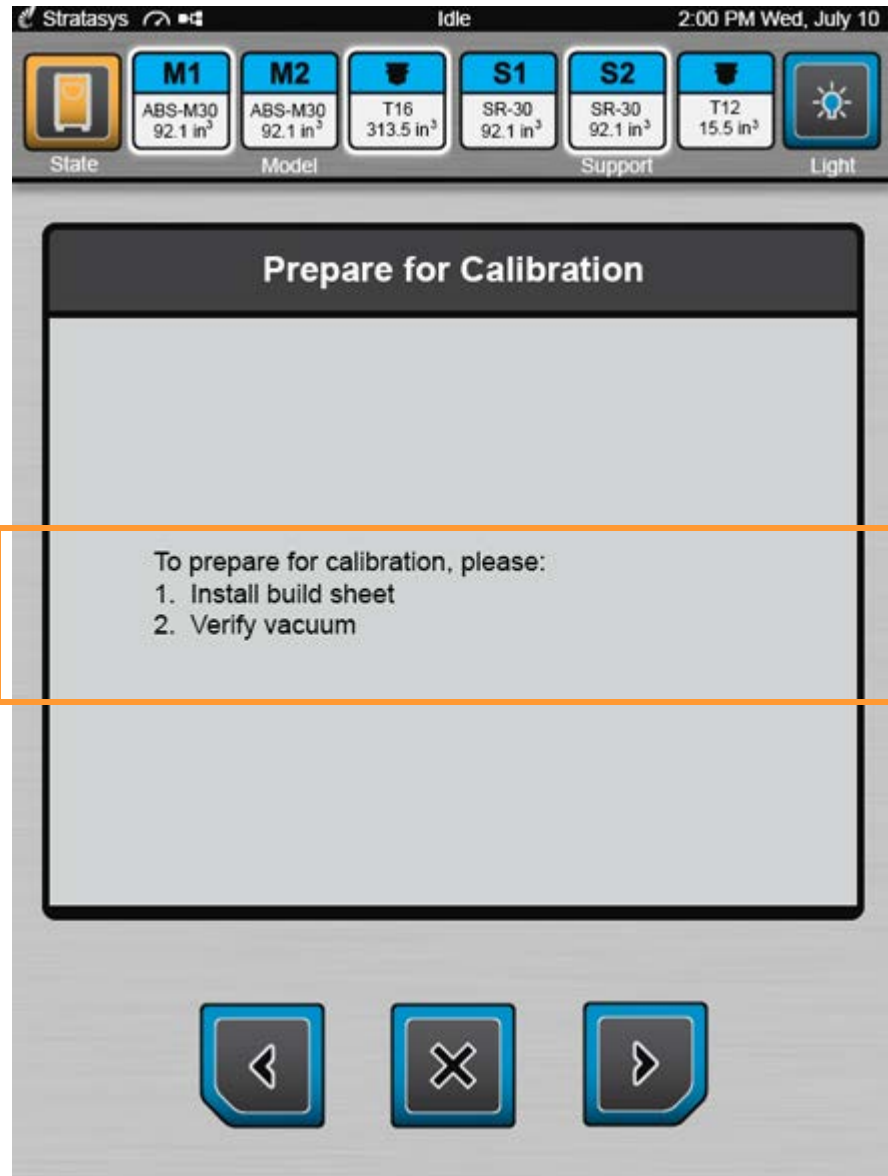 Stratasys Idle 2:00 PM Wed, July 10
M1 M2 S1 S2
ABS-M30 ABS-M30 T16 SR-30 SR-30 T12
92.1 in³ 92.1 in³ 313.5 in³ 92.1 in³ 92.1 in³ 15.5 in³
State Model Support Light
Prepare for Calibration
To prepare for calibration, please:
1. Install build sheet
2. Verify vacuum